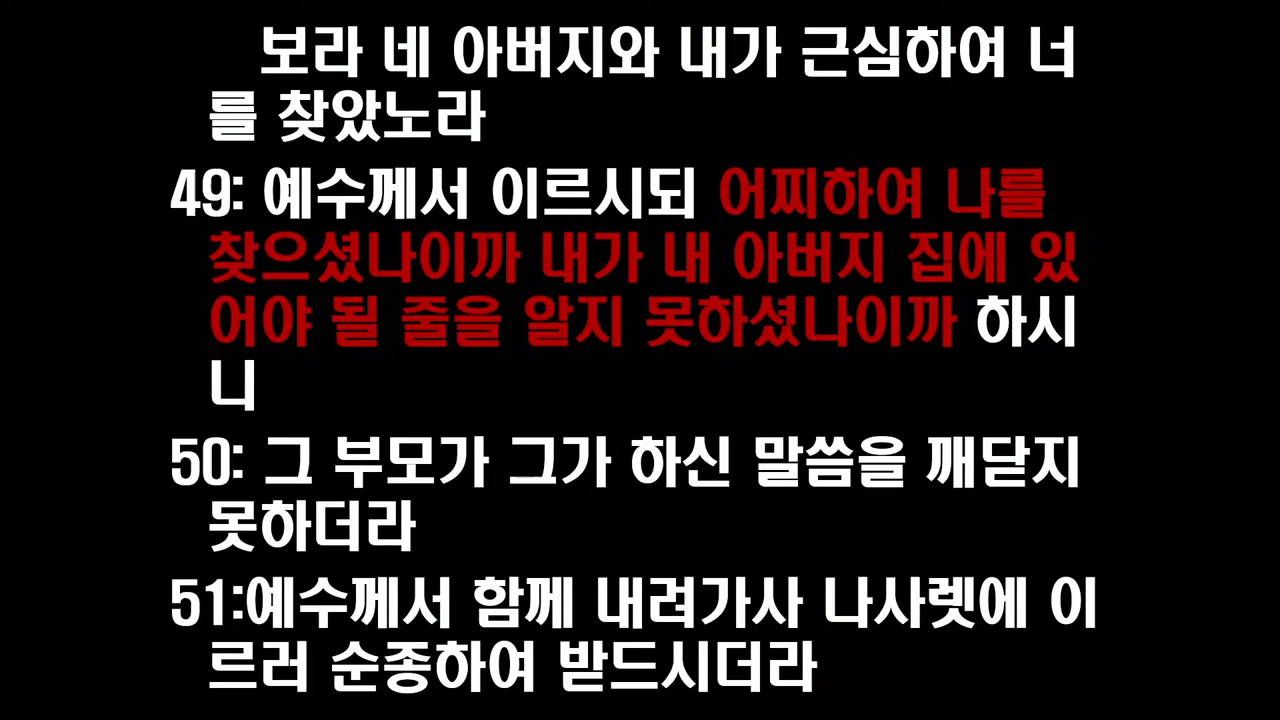 보라 네 아버지와 내가 근심하여 너
를 찾았노라
49: 예수께서 이르시되 어찌하여 나를
찾으셨나이까 내가 내 아버지 집에 있
어야 될 줄을 알지 못하셨나이까 하시
니
50: 그 부모가 그가 하신 말씀을 깨닫지
못하더라
51:예수께서 함께 내려가사 나사렛에 이
르러 순종하여 받드시더라